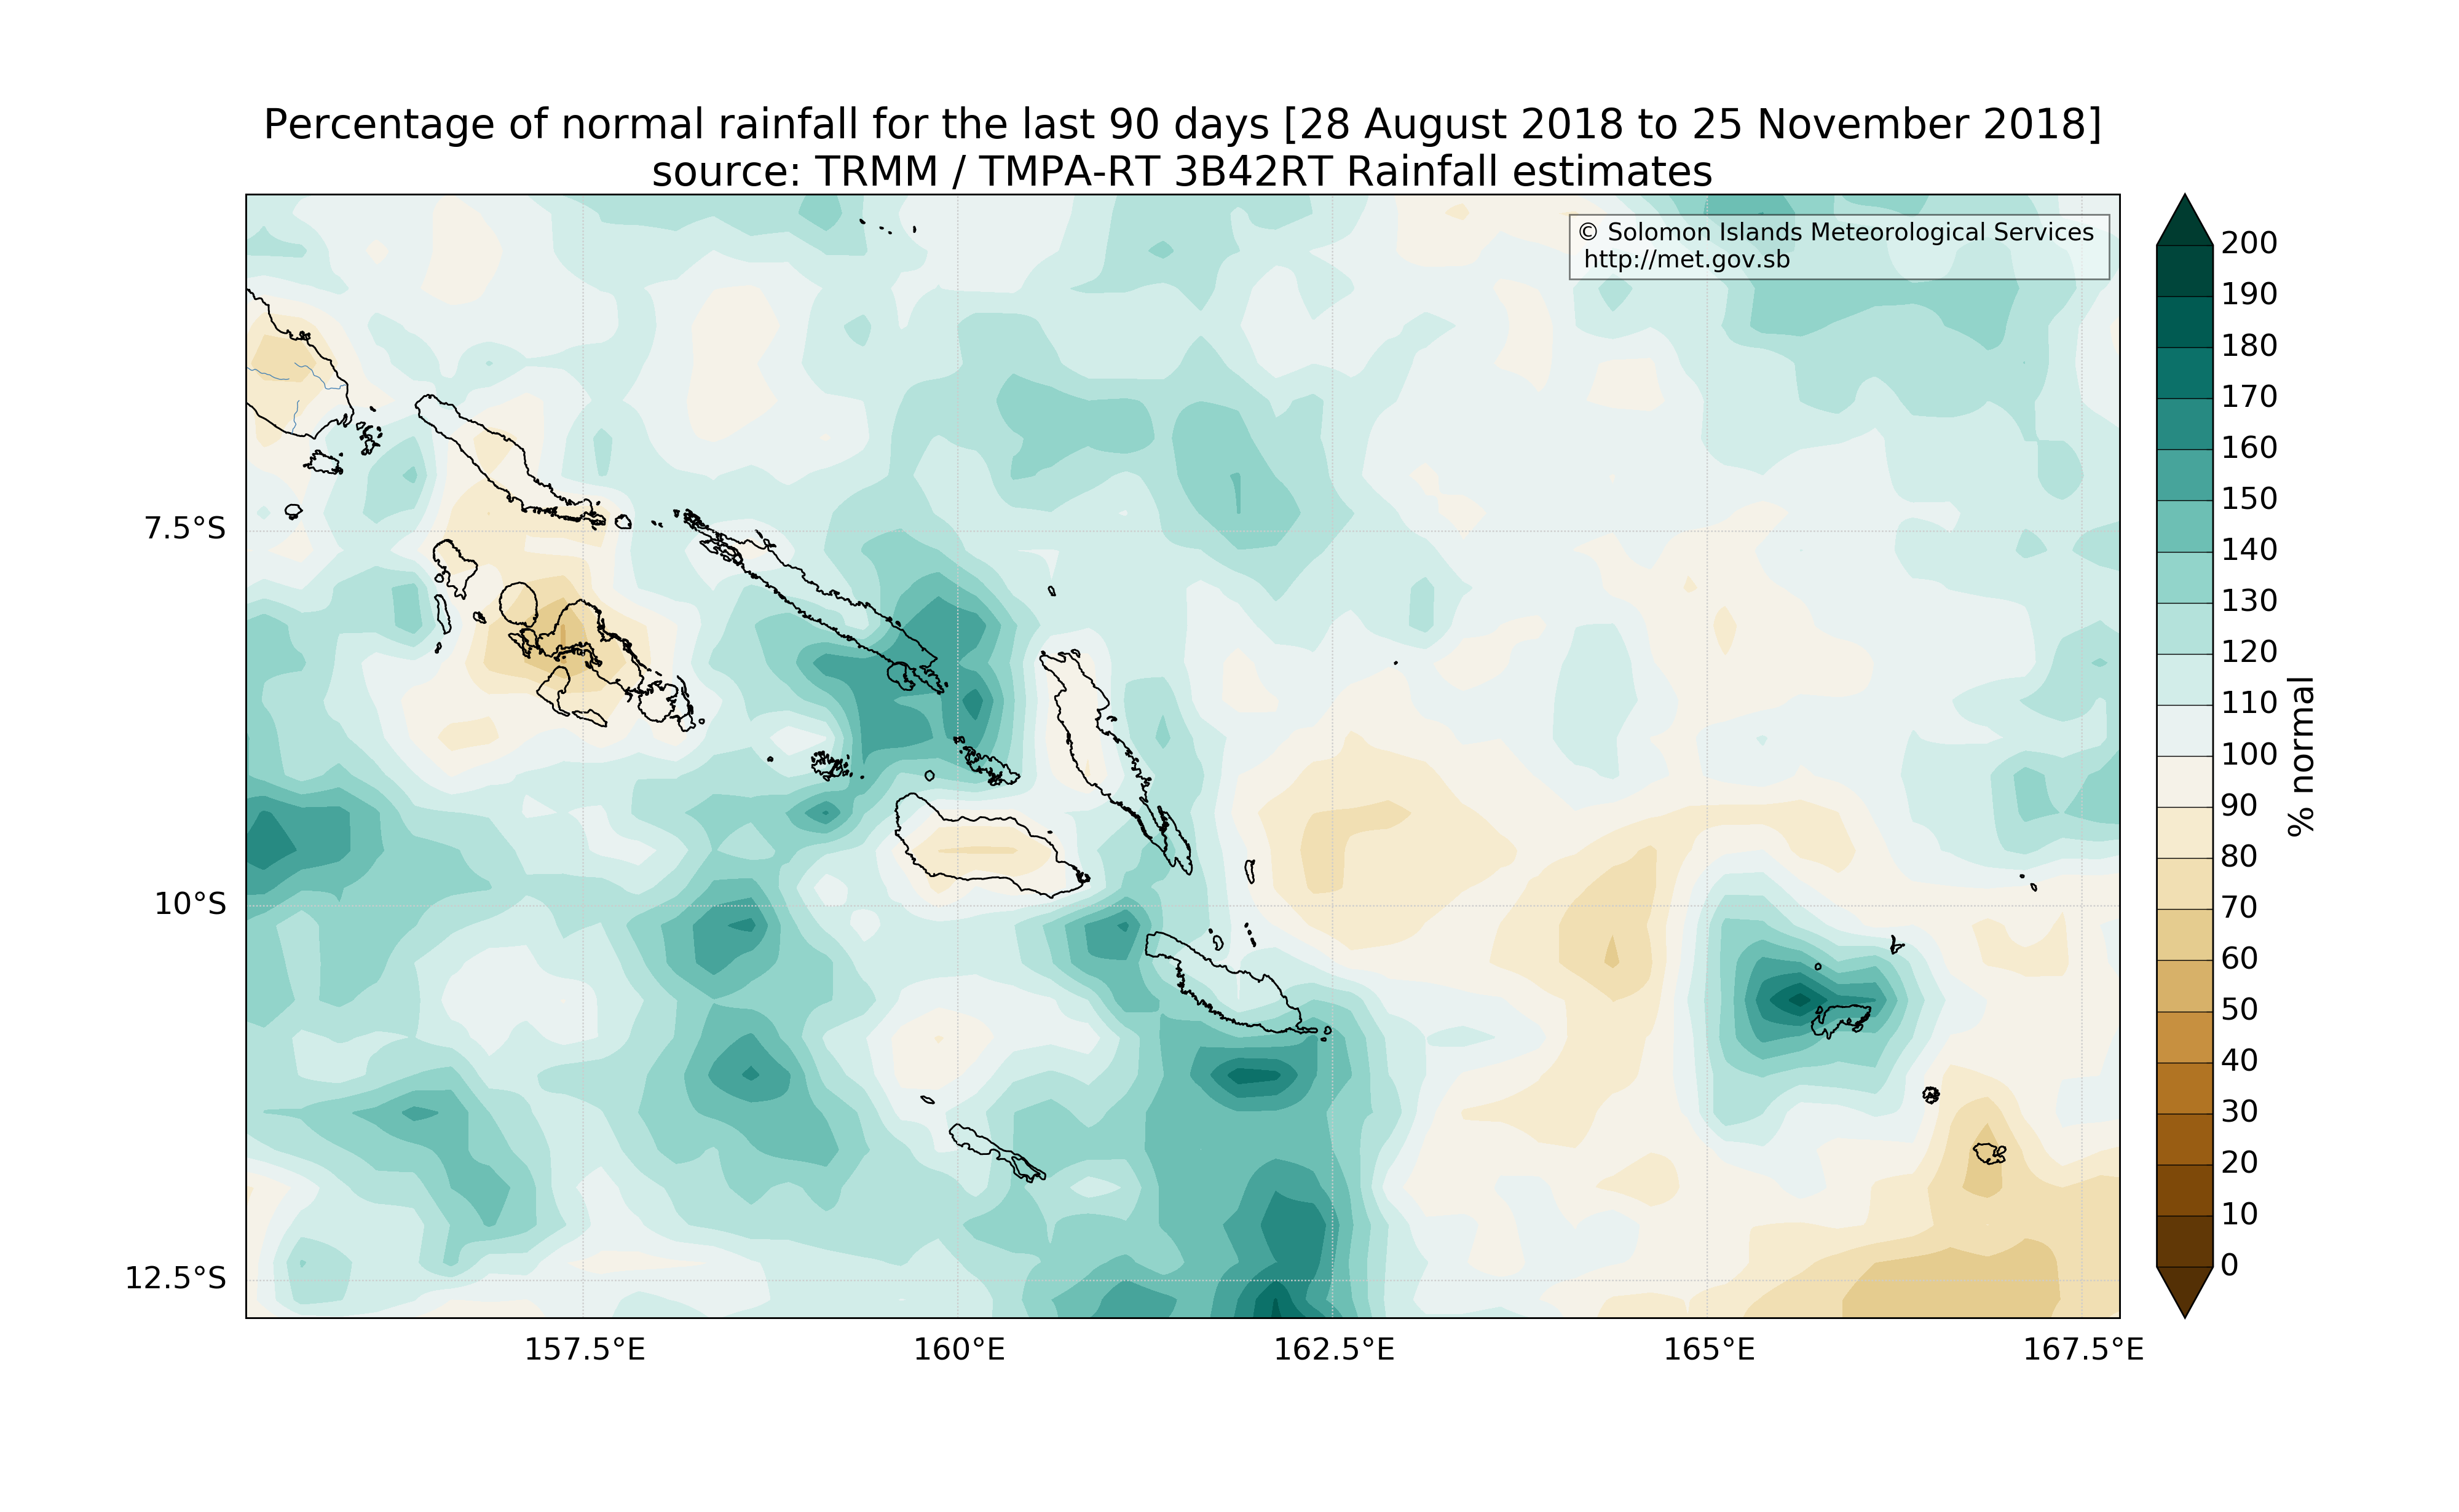 Percentage of normal rainfall for the last 90 days [28 August 2018 to 25 November 2018]
source: TRMM / TMPA-RT 3B42RT Rainfall estimates
© Solomon Islands Meteorological Services
http://met.gov.sb
7.5°S
10°S
12.5°S
157.5°E
160°E
162.5°E
165°E
167.5°E
200
190
180
170
160
150
140
130
120
110
100
90
80
70
60
50
40
30
20
10
0
% normal